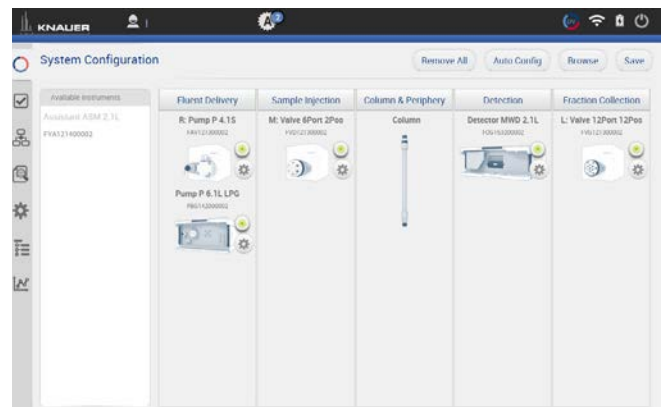 KNAUER
System Configuration
Remove All
Auto Config
Browse
Save
Available Instruments
Assistant ASM 2.1L
FYA121400002
Fluent Delivery
Sample Injection
Column & Periphery
Detection
Fraction Collection
R: Pump P 4.1S
M: Valve 6Port 2Pos
Column
Detector MWD 2.1L
L: Valve 12Port 12Pos
Pump P 6.1L LPG